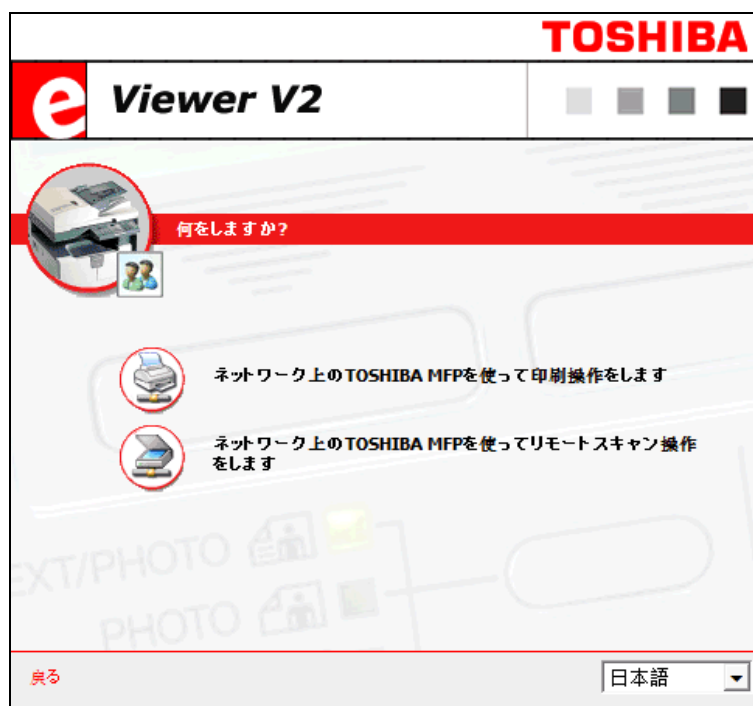 TOSHIBA
e Viewer V2
何をしますか?
ネットワーク上のTOSHIBA MFPを使って印刷操作をします
ネットワーク上のTOSHIBA MFPを使ってリモートスキャン操作
をします
EXT/PHOTO
PHOTO
戻る
日本語